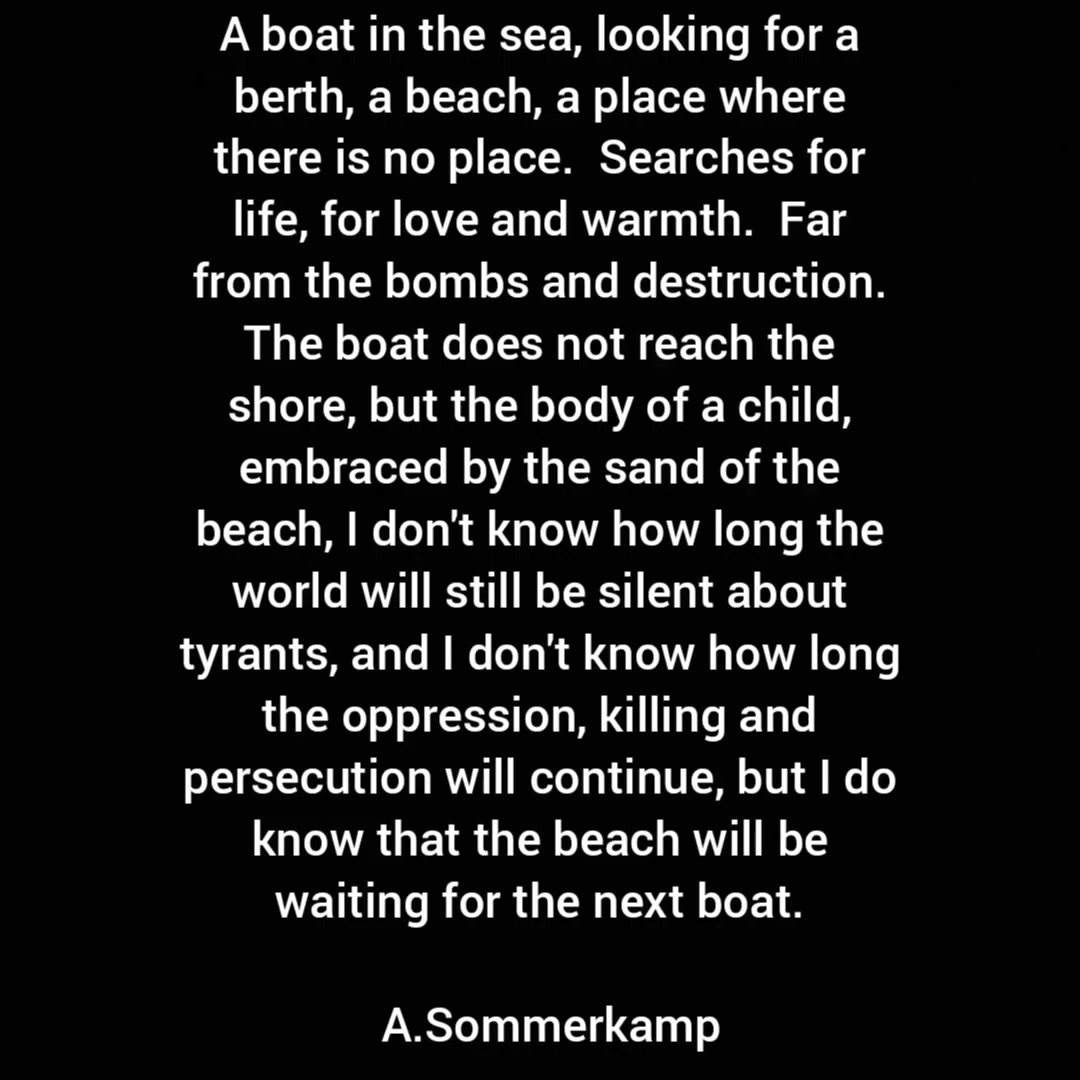 A boat in the sea, looking for a
berth, a beach, a place where
there is no place.  Searches for
life, for love and warmth.  Far
from the bombs and destruction.
The boat does not reach the
shore, but the body of a child,
embraced by the sand of the
beach, I don't know how long the
world will still be silent about
tyrants, and I don't know how long
the oppression, killing and
persecution will continue, but I do
know that the beach will be
waiting for the next boat.
A.Sommerkamp